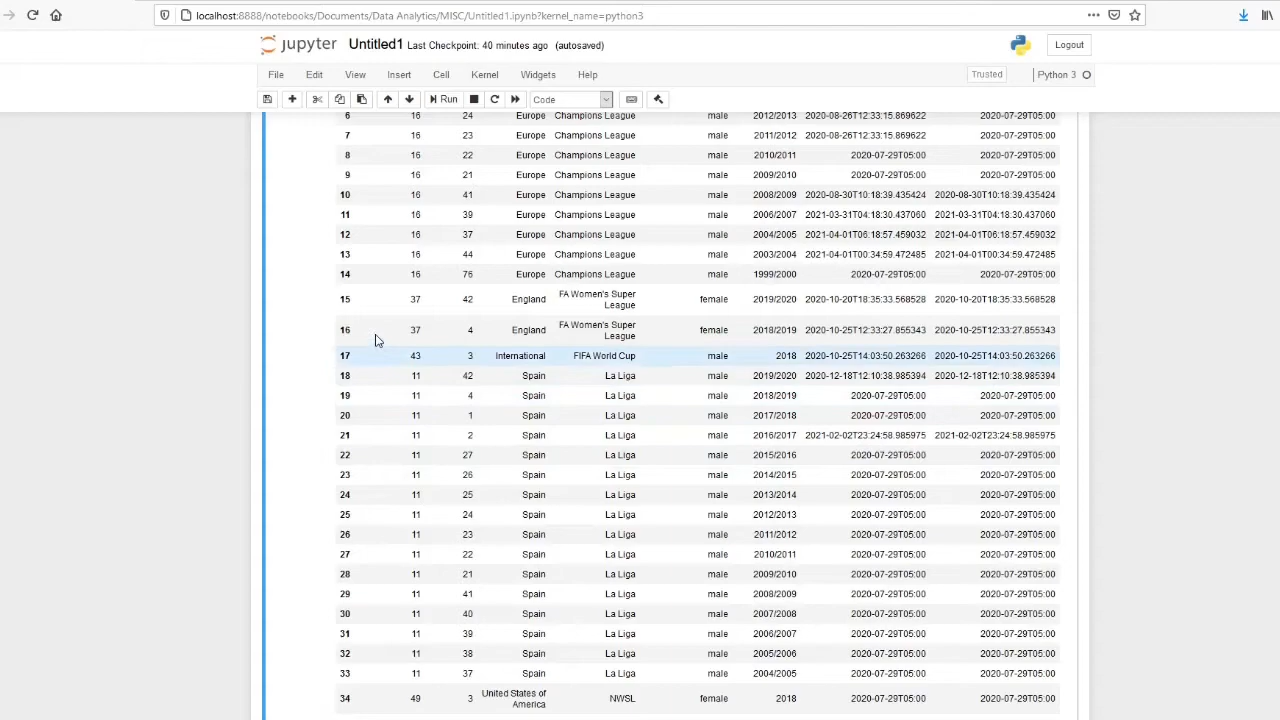 localhost:8888/notebooks/Documents/Data Analytics/MISC/Untitled1.ipynb?kernel_name=python3
jupyter Untitled1 Last Checkpoint: 40 minutes ago (autosaved) Logout
File Edit View Insert Cell Kernel Widgets Help Trusted Python 3
Run Code
6 16 24 Europe Champions League male 2012/2013 2020-08-26T12:33:15.869622 2020-07-29T05:00
7 16 23 Europe Champions League male 2011/2012 2020-08-26T12:33:15.869622 2020-07-29T05:00
8 16 22 Europe Champions League male 2010/2011 2020-07-29T05:00 2020-07-29T05:00
9 16 21 Europe Champions League male 2009/2010 2020-07-29T05:00 2020-07-29T05:00
10 16 41 Europe Champions League male 2008/2009 2020-08-30T10:18:39.435424 2020-08-30T10:18:39.435424
11 16 39 Europe Champions League male 2006/2007 2021-03-31T04:18:30.437060 2021-03-31T04:18:30.437060
12 16 37 Europe Champions League male 2004/2005 2021-04-01T06:18:57.459032 2021-04-01T06:18:57.459032
13 16 44 Europe Champions League male 2003/2004 2021-04-01T00:34:59.472485 2021-04-01T00:34:59.472485
14 16 76 Europe Champions League male 1999/2000 2020-07-29T05:00 2020-07-29T05:00
15 37 42 England FA Women's Super League female 2019/2020 2020-10-20T18:35:33.568528 2020-10-20T18:35:33.568528
16 37 4 England FA Women's Super League female 2018/2019 2020-10-25T12:33:27.855343 2020-10-25T12:33:27.855343
17 43 3 International FIFA World Cup male 2018 2020-10-25T14:03:50.263266 2020-10-25T14:03:50.263266
18 11 42 Spain La Liga male 2019/2020 2020-12-18T12:10:38.985394 2020-12-18T12:10:38.985394
19 11 4 Spain La Liga male 2018/2019 2020-07-29T05:00 2020-07-29T05:00
20 11 1 Spain La Liga male 2017/2018 2020-07-29T05:00 2020-07-29T05:00
21 11 2 Spain La Liga male 2016/2017 2021-02-02T23:24:58.985975 2021-02-02T23:24:58.985975
22 11 27 Spain La Liga male 2015/2016 2020-07-29T05:00 2020-07-29T05:00
23 11 26 Spain La Liga male 2014/2015 2020-07-29T05:00 2020-07-29T05:00
24 11 25 Spain La Liga male 2013/2014 2020-07-29T05:00 2020-07-29T05:00
25 11 24 Spain La Liga male 2012/2013 2020-07-29T05:00 2020-07-29T05:00
26 11 23 Spain La Liga male 2011/2012 2020-07-29T05:00 2020-07-29T05:00
27 11 22 Spain La Liga male 2010/2011 2020-07-29T05:00 2020-07-29T05:00
28 11 21 Spain La Liga male 2009/2010 2020-07-29T05:00 2020-07-29T05:00
29 11 41 Spain La Liga male 2008/2009 2020-07-29T05:00 2020-07-29T05:00
30 11 40 Spain La Liga male 2007/2008 2020-07-29T05:00 2020-07-29T05:00
31 11 39 Spain La Liga male 2006/2007 2020-07-29T05:00 2020-07-29T05:00
32 11 38 Spain La Liga male 2005/2006 2020-07-29T05:00 2020-07-29T05:00
33 11 37 Spain La Liga male 2004/2005 2020-07-29T05:00 2020-07-29T05:00
34 49 3 United States of America NWSL female 2018 2020-07-29T05:00 2020-07-29T05:00